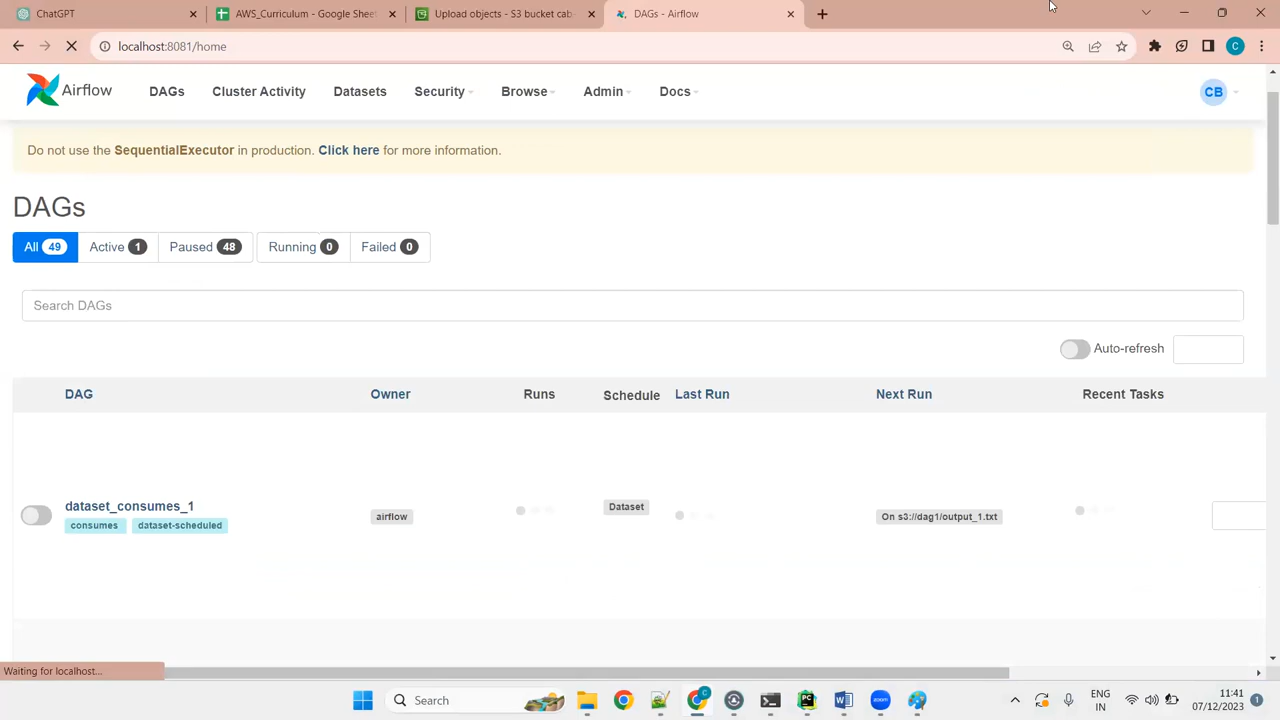 ChatGPT
AWS_Curriculum - Google Sheet
Upload objects - S3 bucket cab-
DAGs - Airflow
localhost:8081/home
C
Airflow
DAGs
Cluster Activity
Datasets
Security
Browse
Admin
Docs
CB
Do not use the SequentialExecutor in production. Click here for more information.
DAGs
All 49
Active 1
Paused 48
Running 0
Failed 0
Search DAGs
Auto-refresh
DAG
Owner
Runs
Schedule
Last Run
Next Run
Recent Tasks
dataset_consumes_1
consumes
dataset-scheduled
airflow
Dataset
On s3://dag1/output_1.txt
Waiting for localhost...
Search
C
PC
W
zoom
ENG
IN
11:41
07/12/2023
1